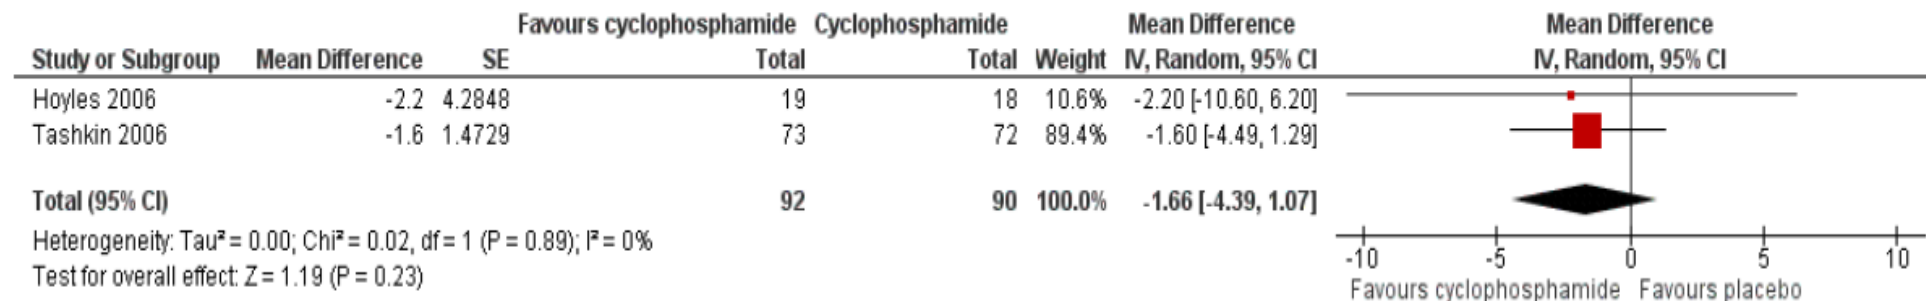 Favours cyclophosphamide Cyclophosphamide Mean Difference Mean Difference
Study or Subgroup Mean Difference SE Total Total Weight IV, Random, 95% CI IV, Random, 95% CI
Hoyles 2006 -2.2 4.2848 19 18 10.6% -2.20 [-10.60, 6.20]
Tashkin 2006 -1.6 1.4729 73 72 89.4% -1.60 [-4.49, 1.29]
Total (95% CI) 92 90 100.0% -1.66 [-4.39, 1.07]
Heterogeneity: Tau² = 0.00; Chi² = 0.02, df = 1 (P = 0.89); I² = 0%
Test for overall effect: Z = 1.19 (P = 0.23)
-10 -5 0 5 10
Favours cyclophosphamide Favours placebo